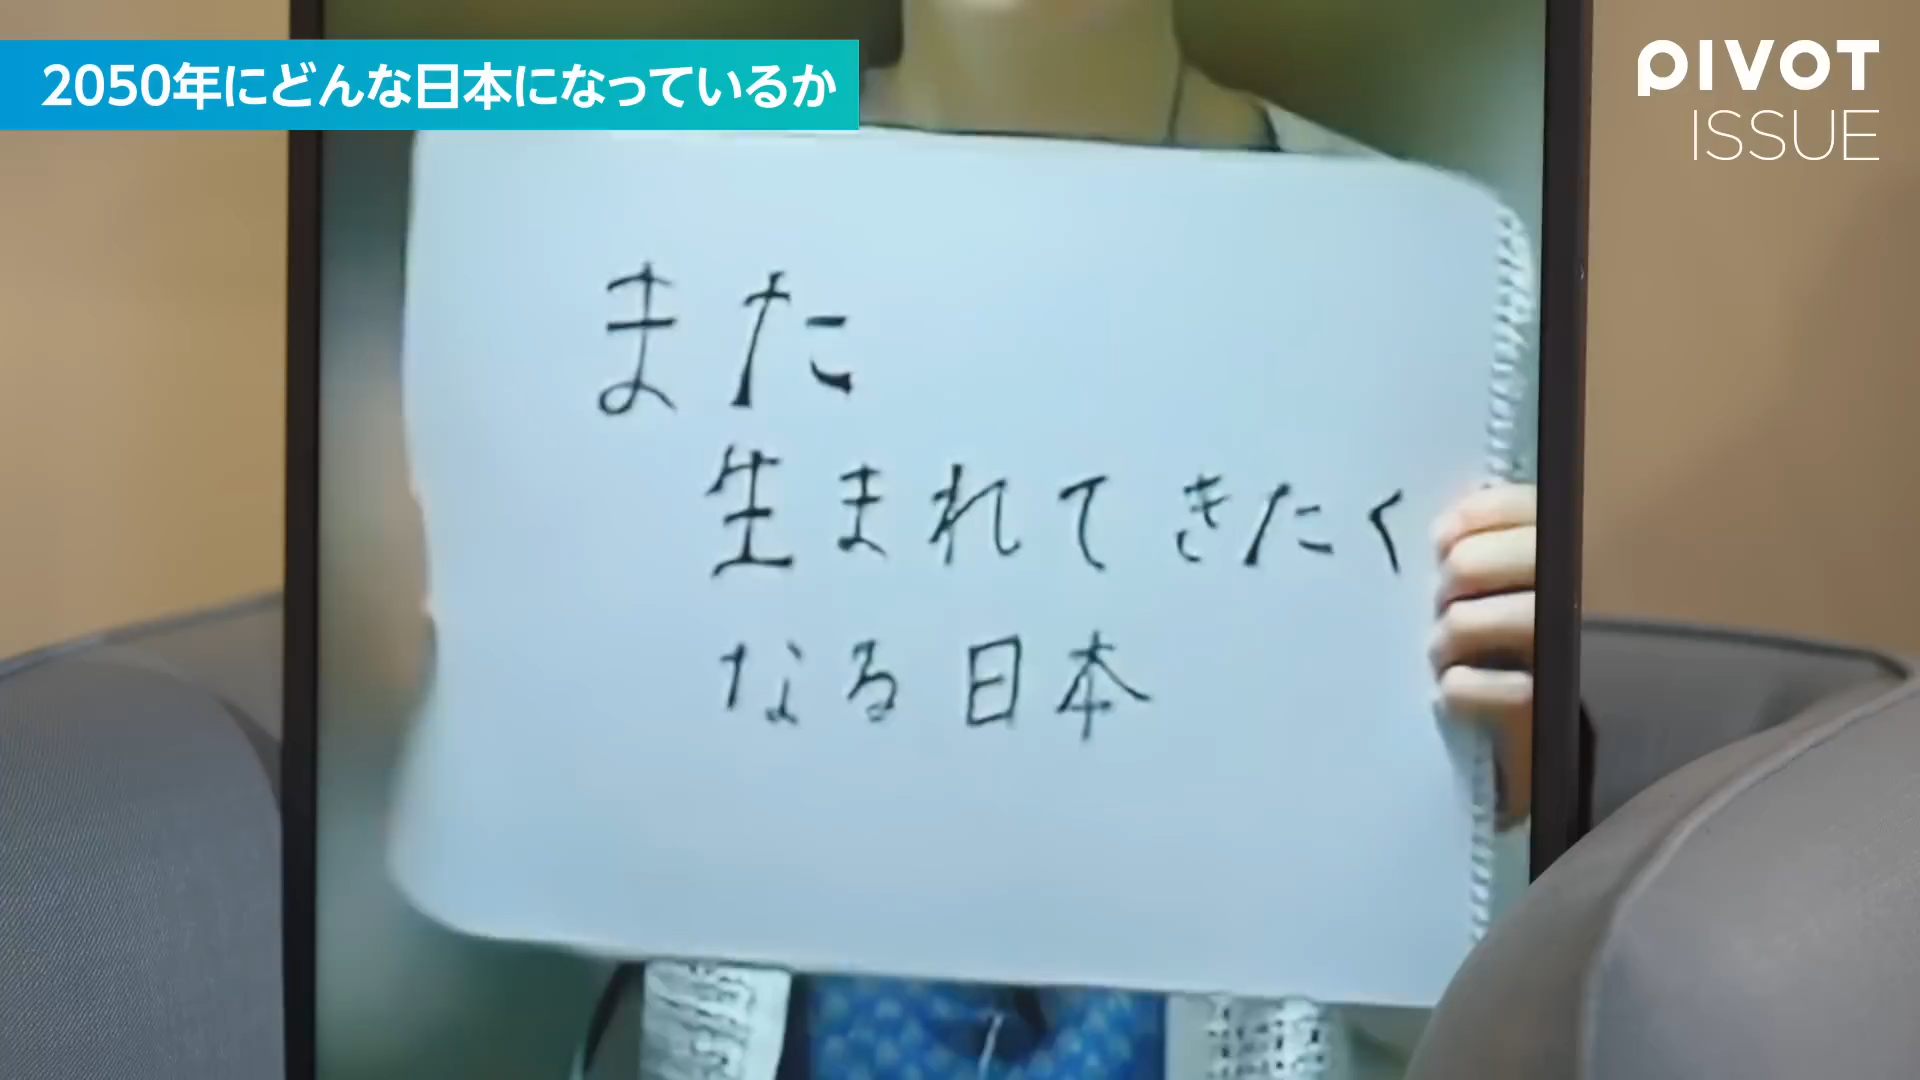 2050年にどんな日本になっているか
PIVOT
ISSUE
また
生まれてきたく
なる日本